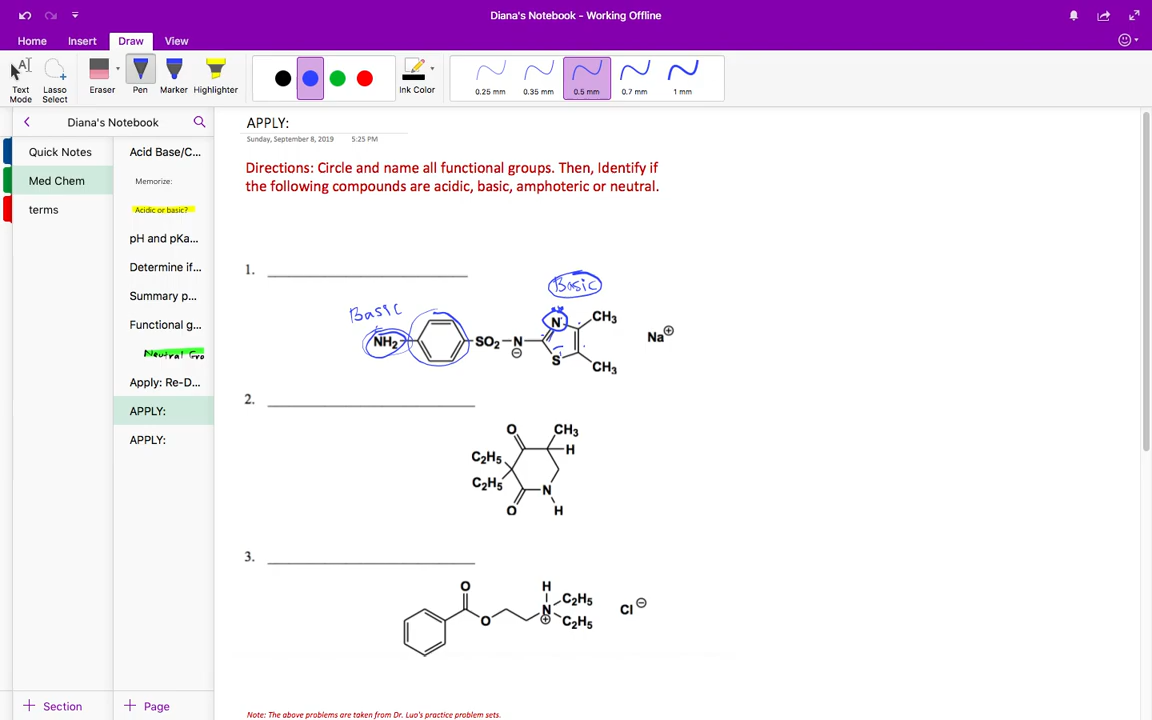 Diana's Notebook - Working Offline
Home Insert Draw View
Text Mode
Lasso Select
Eraser
Pen
Marker
Highlighter
Ink Color
0.25 mm
0.35 mm
0.5 mm
0.7 mm
1 mm
Diana's Notebook
Quick Notes
Med Chem
terms
Acid Base/C...
Memorize:
Acidic or basic?
pH and pKa...
Determine if...
Summary p...
Functional g...
Neutral Gro
Apply: Re-D...
APPLY:
APPLY:
+ Section
+ Page
APPLY:
Sunday, September 8, 2019 5:25 PM
Directions: Circle and name all functional groups. Then, Identify if
the following compounds are acidic, basic, amphoteric or neutral.
1.
Basic
Basic
NH2
SO2
N
⊖
N
S
CH3
CH3
Na⊕
2.
O
CH3
H
C2H5
C2H5
N
O
H
3.
O
O
H
N
⊕
C2H5
C2H5
Cl⊖
Note: The above problems are taken from Dr. Luo's practice problem sets.